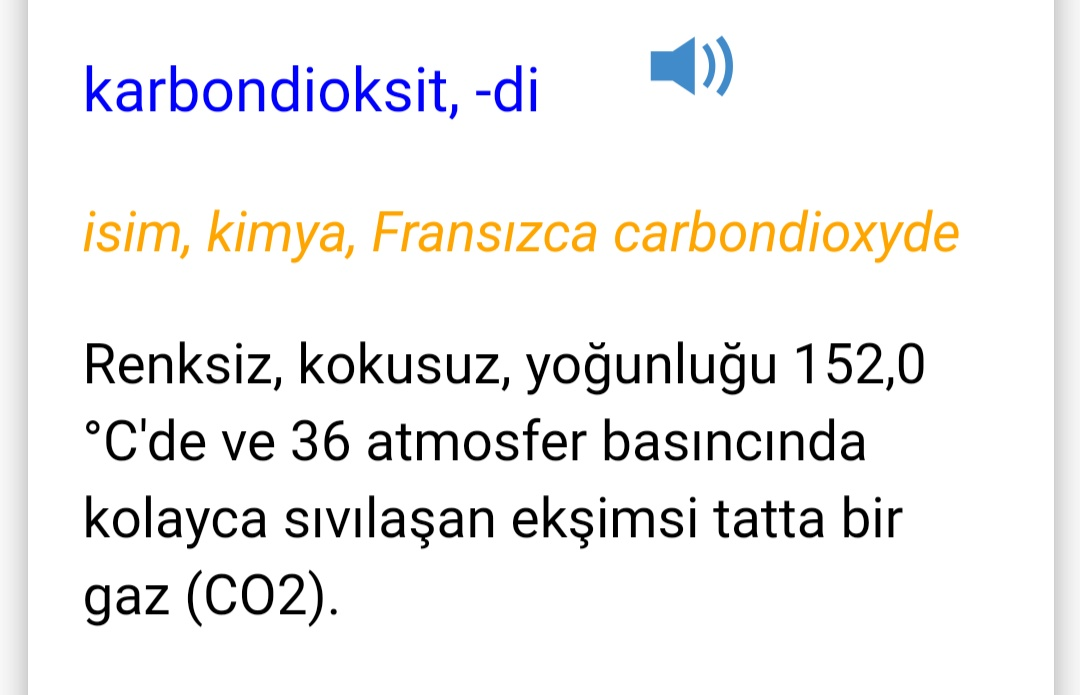 karbondioksit, -di
isim, kimya, Fransızca carbondioxyde
Renksiz, kokusuz, yoğunluğu 152,0
°C'de ve 36 atmosfer basıncında
kolayca sıvılaşan ekşimsi tatta bir
gaz (CO2).